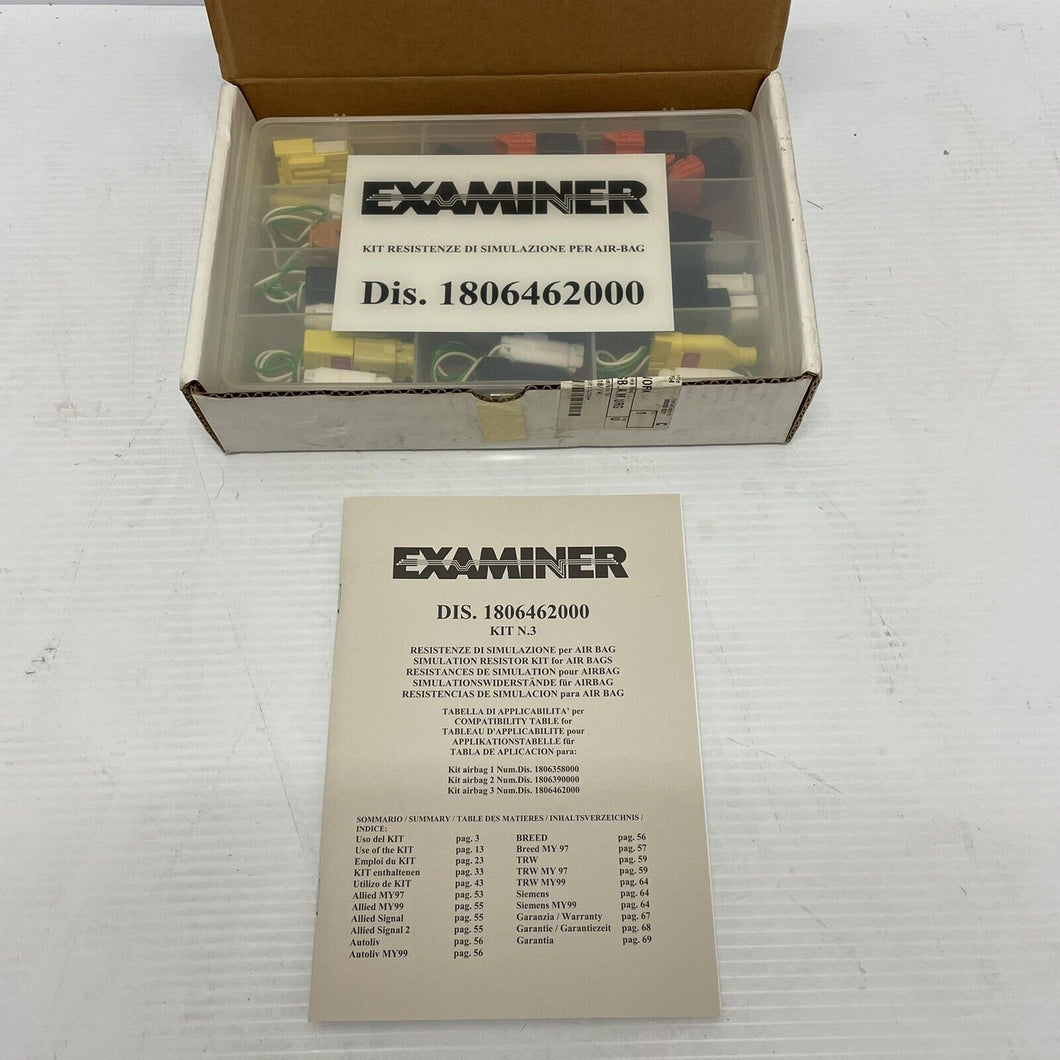 EXAMINER
KIT RESISTENZE DI SIMULAZIONE PER AIR-BAG
Dis. 1806462000
EXAMINER
DIS. 1806462000
KIT N.3
RESISTENZE DI SIMULAZIONE per AIR BAG
SIMULATION RESISTOR KIT for AIR BAGS
RESISTANCES DE SIMULATION pour AIRBAG
SIMULATIONSWIDERSTÄNDE für AIRBAG
RESISTENCIAS DE SIMULACION para AIR BAG
TABELLA DI APPLICABILITA' per
COMPATIBILITY TABLE for
TABLEAU D'APPLICABILITE pour
APPLIKATIONSTABELLE für
TABLA DE APLICACION para:
Kit airbag 1 Num.Dis. 1806358000
Kit airbag 2 Num.Dis. 1806390000
Kit airbag 3 Num.Dis. 1806462000
SOMMARIO / SUMMARY / TABLE DES MATIERES / INHALTSVERZEICHNIS /
INDICE:
Uso del KIT pag. 3
Use of the KIT pag. 13
Emploi du KIT pag. 23
KIT enthaltenen pag. 33
Utilizo de KIT pag. 43
Allied MY97 pag. 53
Allied MY99 pag. 55
Allied Signal pag. 55
Allied Signal 2 pag. 55
Autoliv pag. 56
Autoliv MY99 pag. 56
BREED pag. 56
Breed MY 97 pag. 57
TRW pag. 59
TRW MY 97 pag. 59
TRW MY99 pag. 64
Siemens pag. 64
Siemens MY99 pag. 64
Garanzia / Warranty pag. 67
Garantie / Garantiezeit pag. 68
Garantia pag. 69